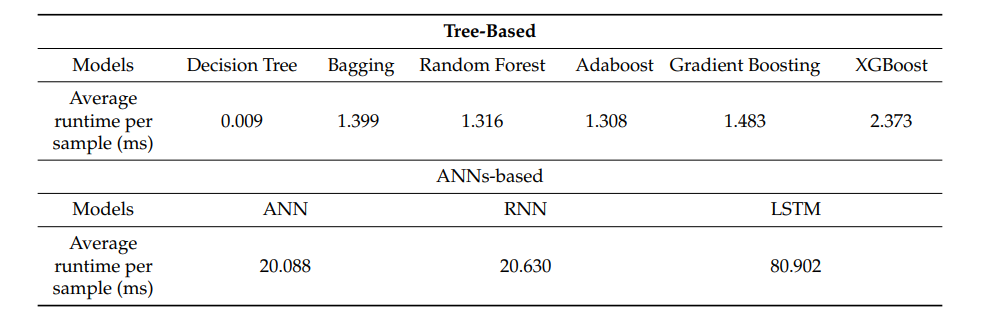 Tree-Based
Models Decision Tree Bagging Random Forest Adaboost Gradient Boosting XGBoost
Average
runtime per 0.009 1.399 1.316 1.308 1.483 2.373
sample (ms)
ANNs-based
Models ANN RNN LSTM
Average
runtime per 20.088 20.630 80.902
sample (ms)